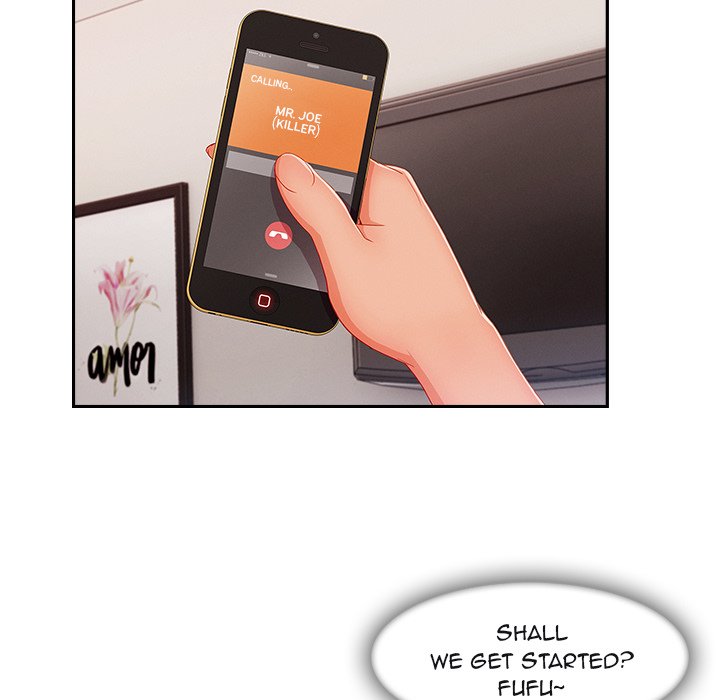 CALLING..
MR. JOE
(KILLER)
amor
SHALL
WE GET STARTED?
FUFU~